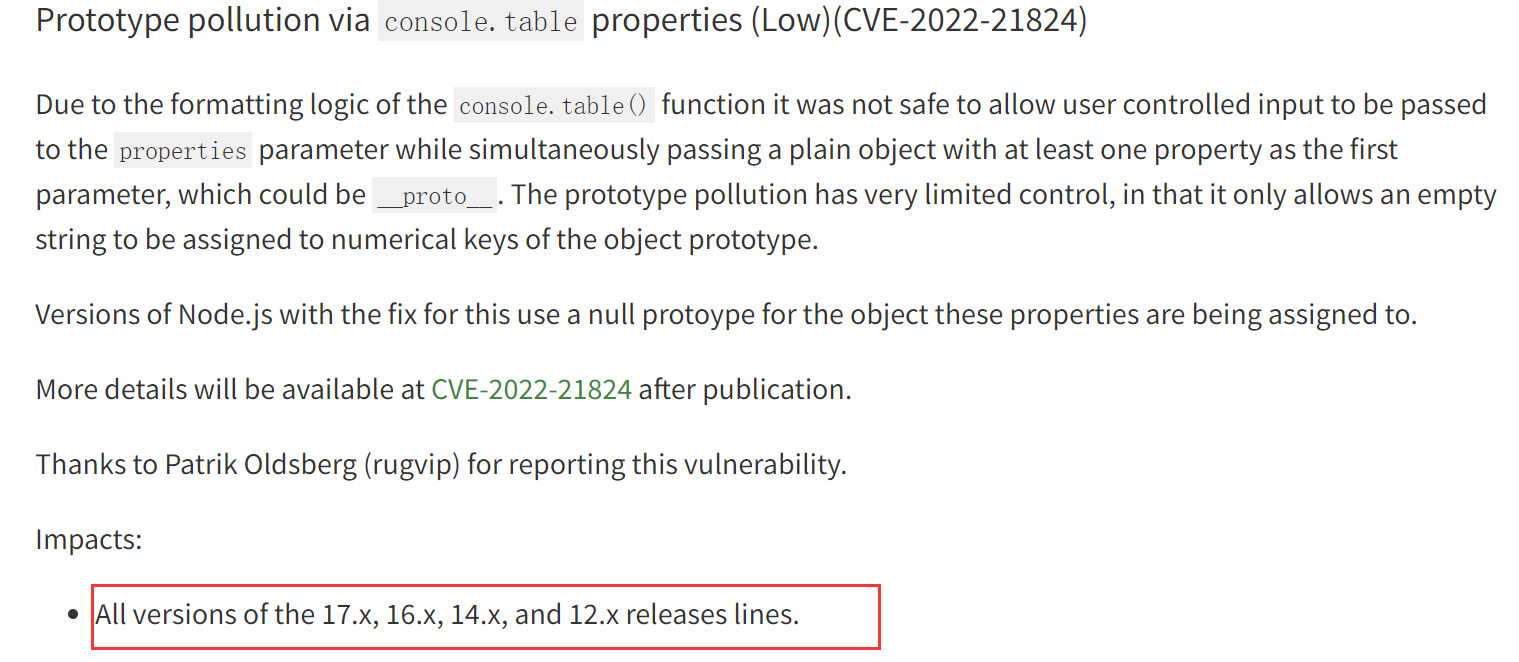 Prototype pollution via console.table properties (Low)(CVE-2022-21824)
Due to the formatting logic of the console.table() function it was not safe to allow user controlled input to be passed
to the properties parameter while simultaneously passing a plain object with at least one property as the first
parameter, which could be __proto__. The prototype pollution has very limited control, in that it only allows an empty
string to be assigned to numerical keys of the object prototype.
Versions of Node.js with the fix for this use a null protoype for the object these properties are being assigned to.
More details will be available at CVE-2022-21824 after publication.
Thanks to Patrik Oldsberg (rugvip) for reporting this vulnerability.
Impacts:
• All versions of the 17.x, 16.x, 14.x, and 12.x releases lines.